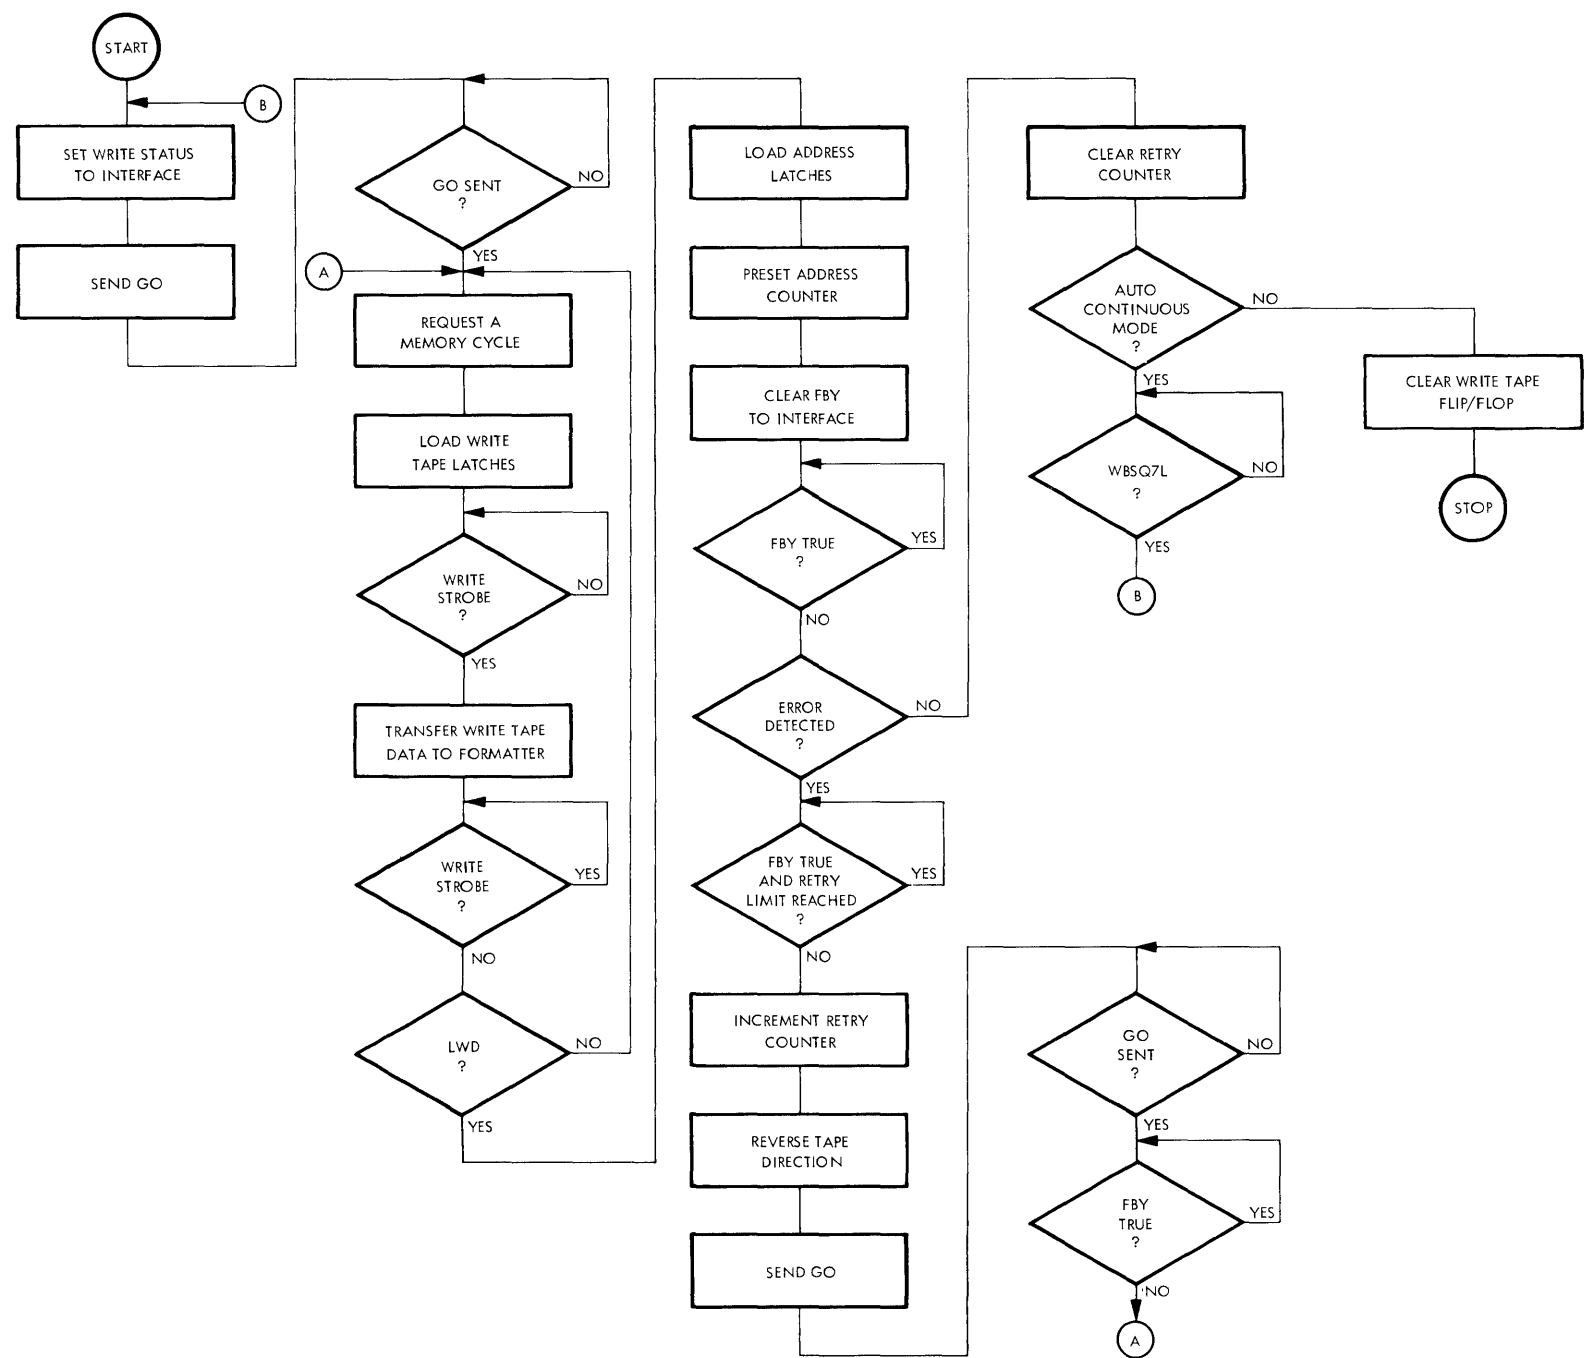 START
B
SET WRITE STATUS
TO INTERFACE
SEND GO
GO SENT
?
NO
YES
A
REQUEST A
MEMORY CYCLE
LOAD WRITE
TAPE LATCHES
WRITE
STROBE
?
NO
YES
TRANSFER WRITE TAPE
DATA TO FORMATTER
WRITE
STROBE
?
YES
NO
LWD
?
NO
YES
LOAD ADDRESS
LATCHES
PRESET ADDRESS
COUNTER
CLEAR FBY
TO INTERFACE
FBY TRUE
?
YES
NO
ERROR
DETECTED
?
NO
YES
FBY TRUE
AND RETRY
LIMIT REACHED
?
YES
NO
INCREMENT RETRY
COUNTER
REVERSE TAPE
DIRECTION
SEND GO
CLEAR RETRY
COUNTER
AUTO
CONTINUOUS
MODE
?
NO
YES
WBSQ7L
?
NO
YES
B
CLEAR WRITE TAPE
FLIP/FLOP
STOP
GO
SENT
?
NO
YES
FBY
TRUE
?
YES
NO
A